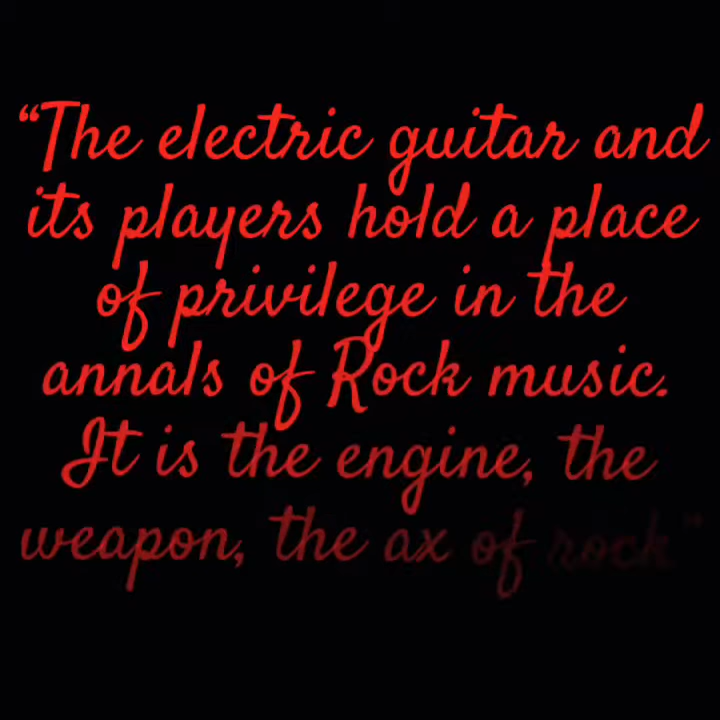 “The electric guitar and
its players hold a place
of privilege in the
annals of Rock music.
It is the engine, the
weapon, the ax of rock”